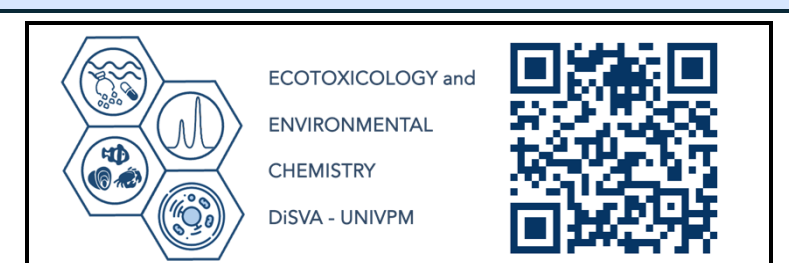 ECOTOXICOLOGY and
ENVIRONMENTAL
CHEMISTRY
DiSVA - UNIVPM